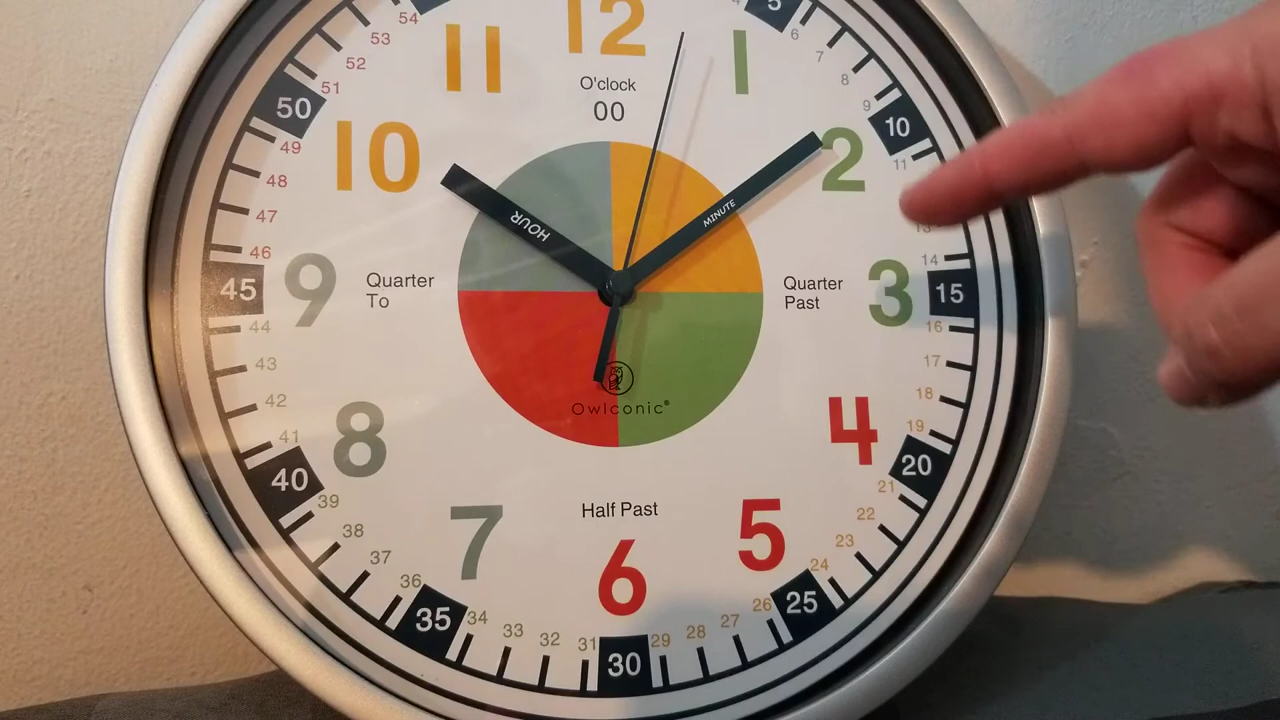 54 12 4 5
53 11 1 6
52 O'clock 7
51 00 8
50 9
10 2 10
49 11
48 MINUTE
47 HOUR 13
46 14
45 9 Quarter Quarter 3 15
To Past
44 16
43 17
42 Owlconic® 18
41 8 4 19
40 20
39 Half Past 21
38 7 5 22
37 6 23
36 24
35 25
34 26
33 27
32 28
31 30 29